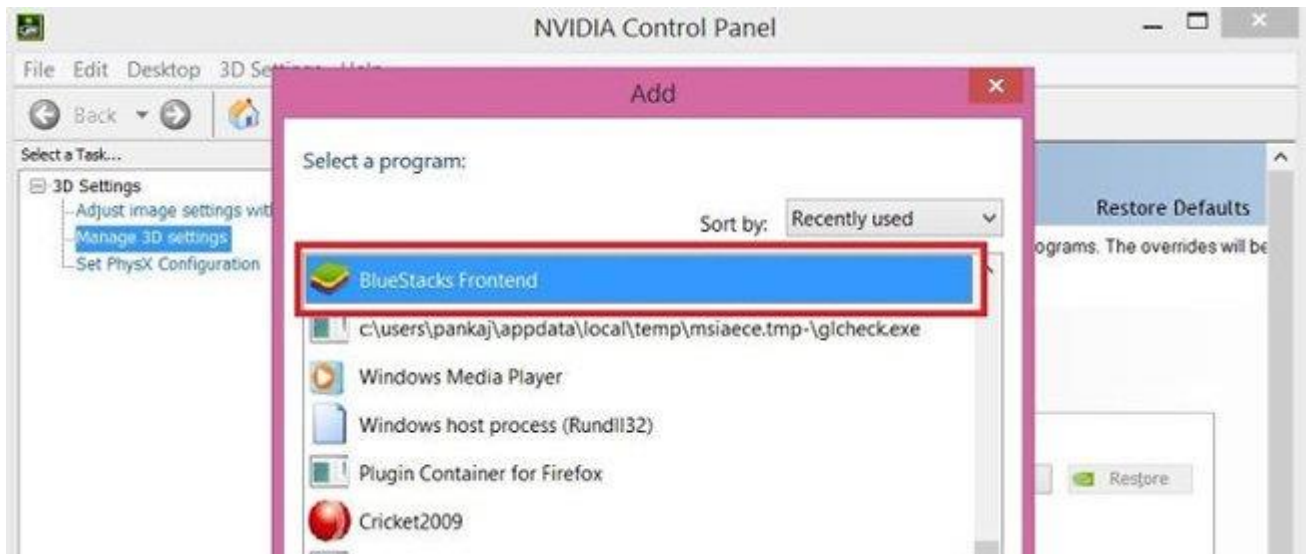 NVIDIA Control Panel
File Edit Desktop 3D Settings Help
Add
Back
Select a Task...
Select a program:
3D Settings
Adjust image settings wit
Restore Defaults
Sort by: Recently used
Manage 3D settings
ograms. The overrides will be
Set PhysX Configuration
BlueStacks Frontend
c:\users\pankaj\appdata\local\temp\msiaece.tmp-\glcheck.exe
Windows Media Player
Windows host process (Rundll32)
Plugin Container for Firefox
Restore
Cricket2009